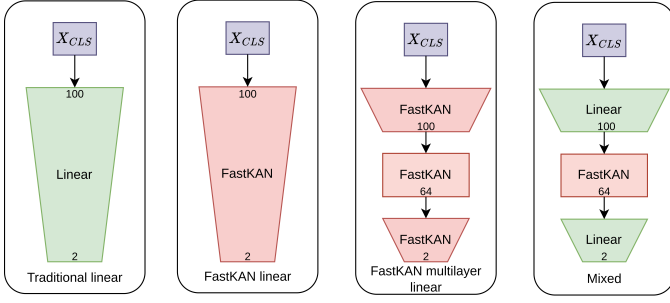 X_CLS
100
Linear
2
Traditional linear
X_CLS
100
FastKAN
2
FastKAN linear
X_CLS
FastKAN
100
FastKAN
64
FastKAN
2
FastKAN multilayer
linear
X_CLS
Linear
100
FastKAN
64
Linear
2
Mixed